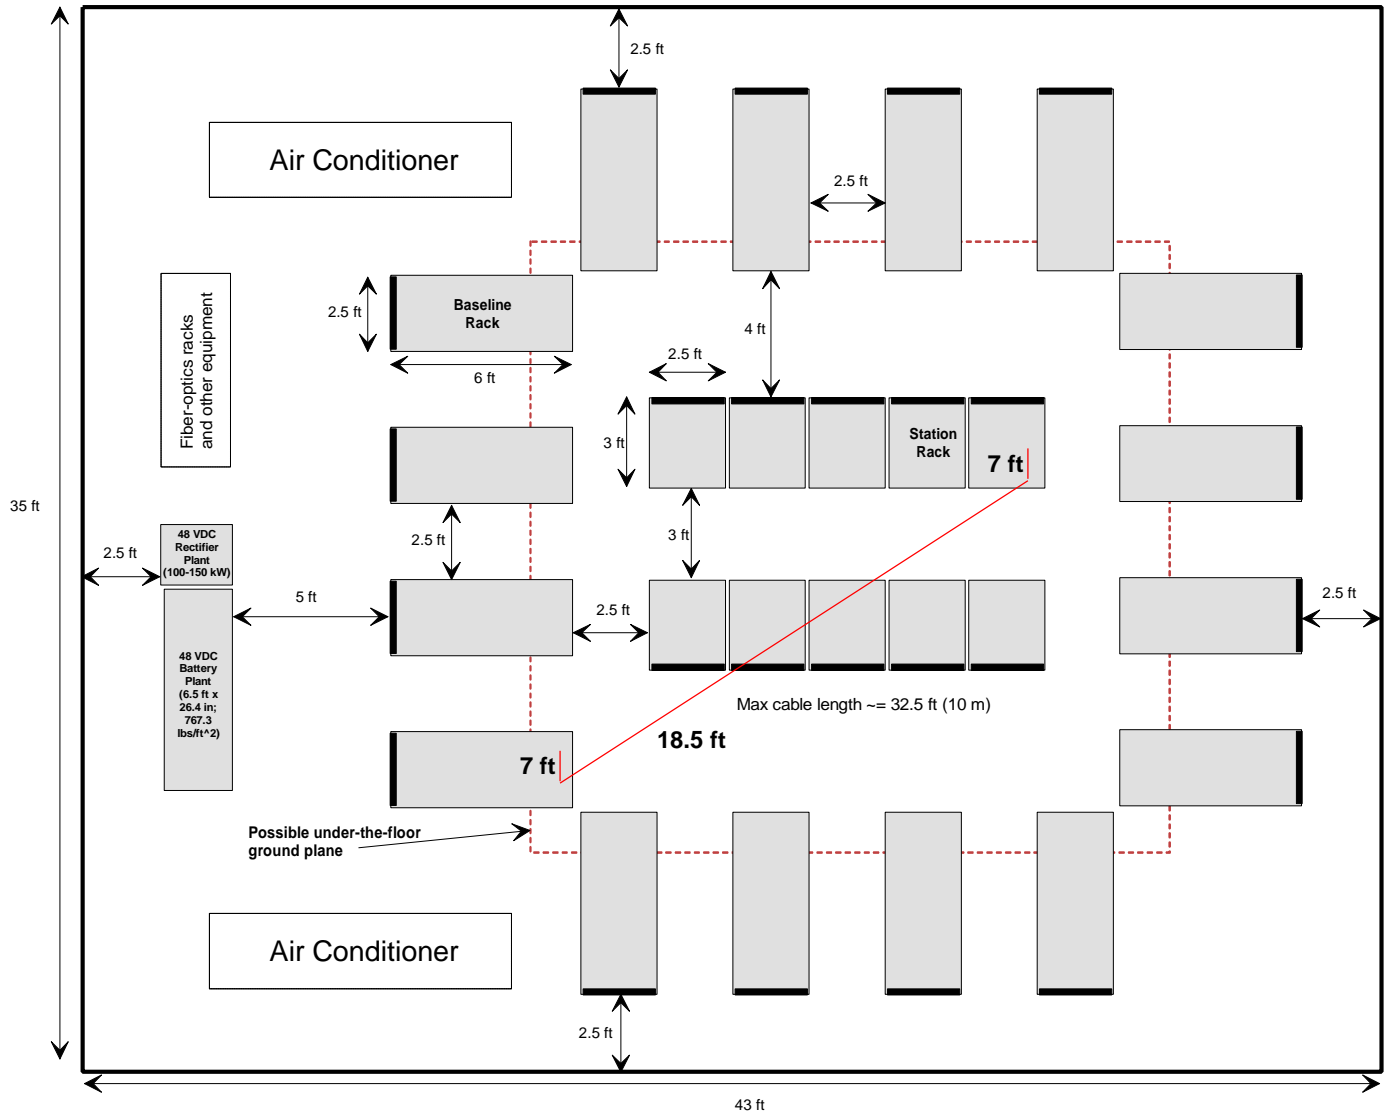 2.5 ft
Air Conditioner
2.5 ft
Fiber-optics racks
and other equipment
2.5 ft
Baseline
Rack
6 ft
4 ft
2.5 ft
3 ft
Station
Rack
7 ft
35 ft
48 VDC
Rectifier
Plant
(100-150 kW)
2.5 ft
2.5 ft
3 ft
5 ft
2.5 ft
2.5 ft
48 VDC
Battery
Plant
(6.5 ft x
26.4 in;
767.3
lbs/ft^2)
Max cable length ~= 32.5 ft (10 m)
18.5 ft
7 ft
Possible under-the-floor
ground plane
Air Conditioner
2.5 ft
43 ft